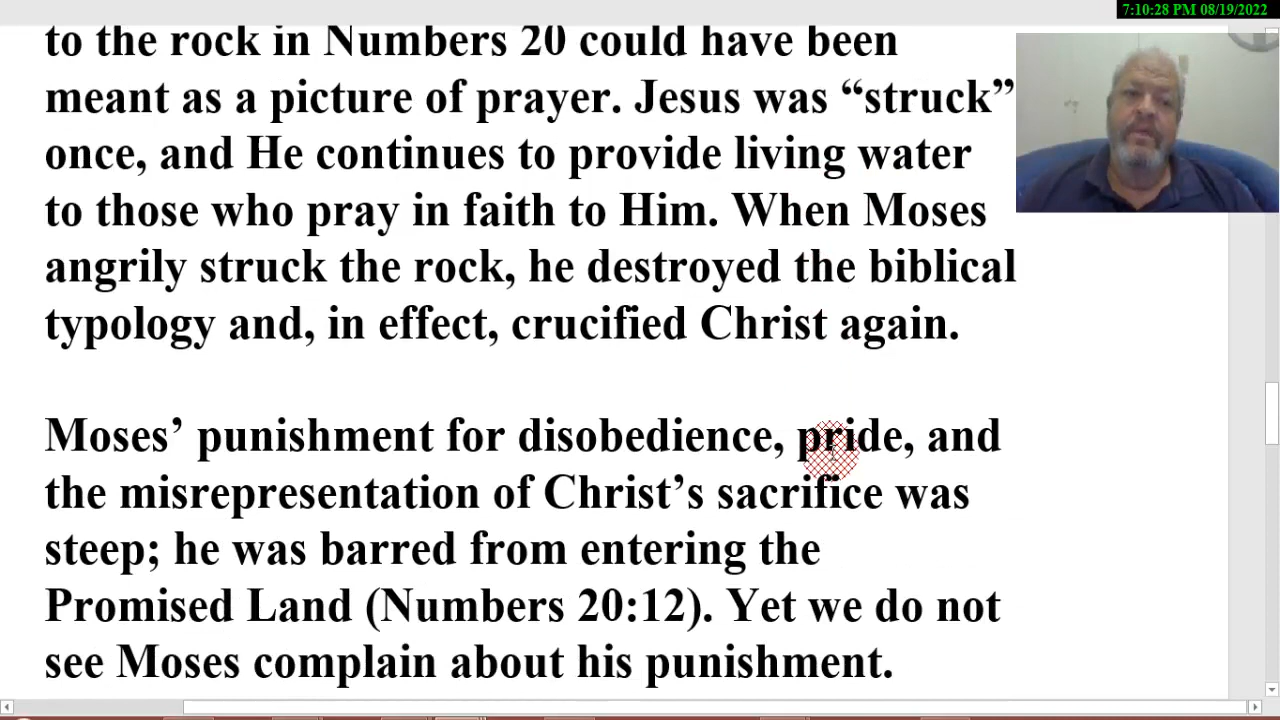 7:10:28 PM 08/19/2022
to the rock in Numbers 20 could have been
meant as a picture of prayer. Jesus was “struck”
once, and He continues to provide living water
to those who pray in faith to Him. When Moses
angrily struck the rock, he destroyed the biblical
typology and, in effect, crucified Christ again.
Moses’ punishment for disobedience, pride, and
the misrepresentation of Christ’s sacrifice was
steep; he was barred from entering the
Promised Land (Numbers 20:12). Yet we do not
see Moses complain about his punishment.